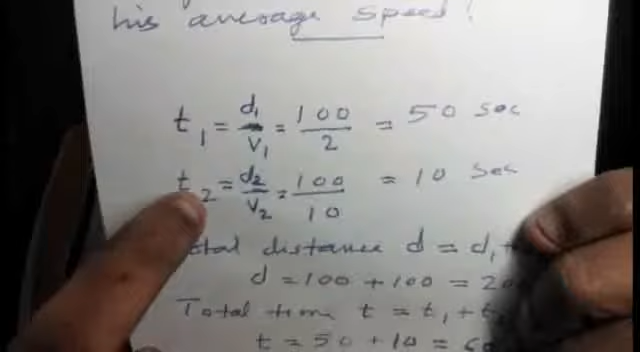 his average speed!
t₁ = d₁/v₁ = 100/2 = 50 sec
t₂ = d₂/v₂ = 100/10 = 10 sec
distance d = d₁
d = 100 + 100 =
Total time t = t₁ +
t = 50 + 10 =